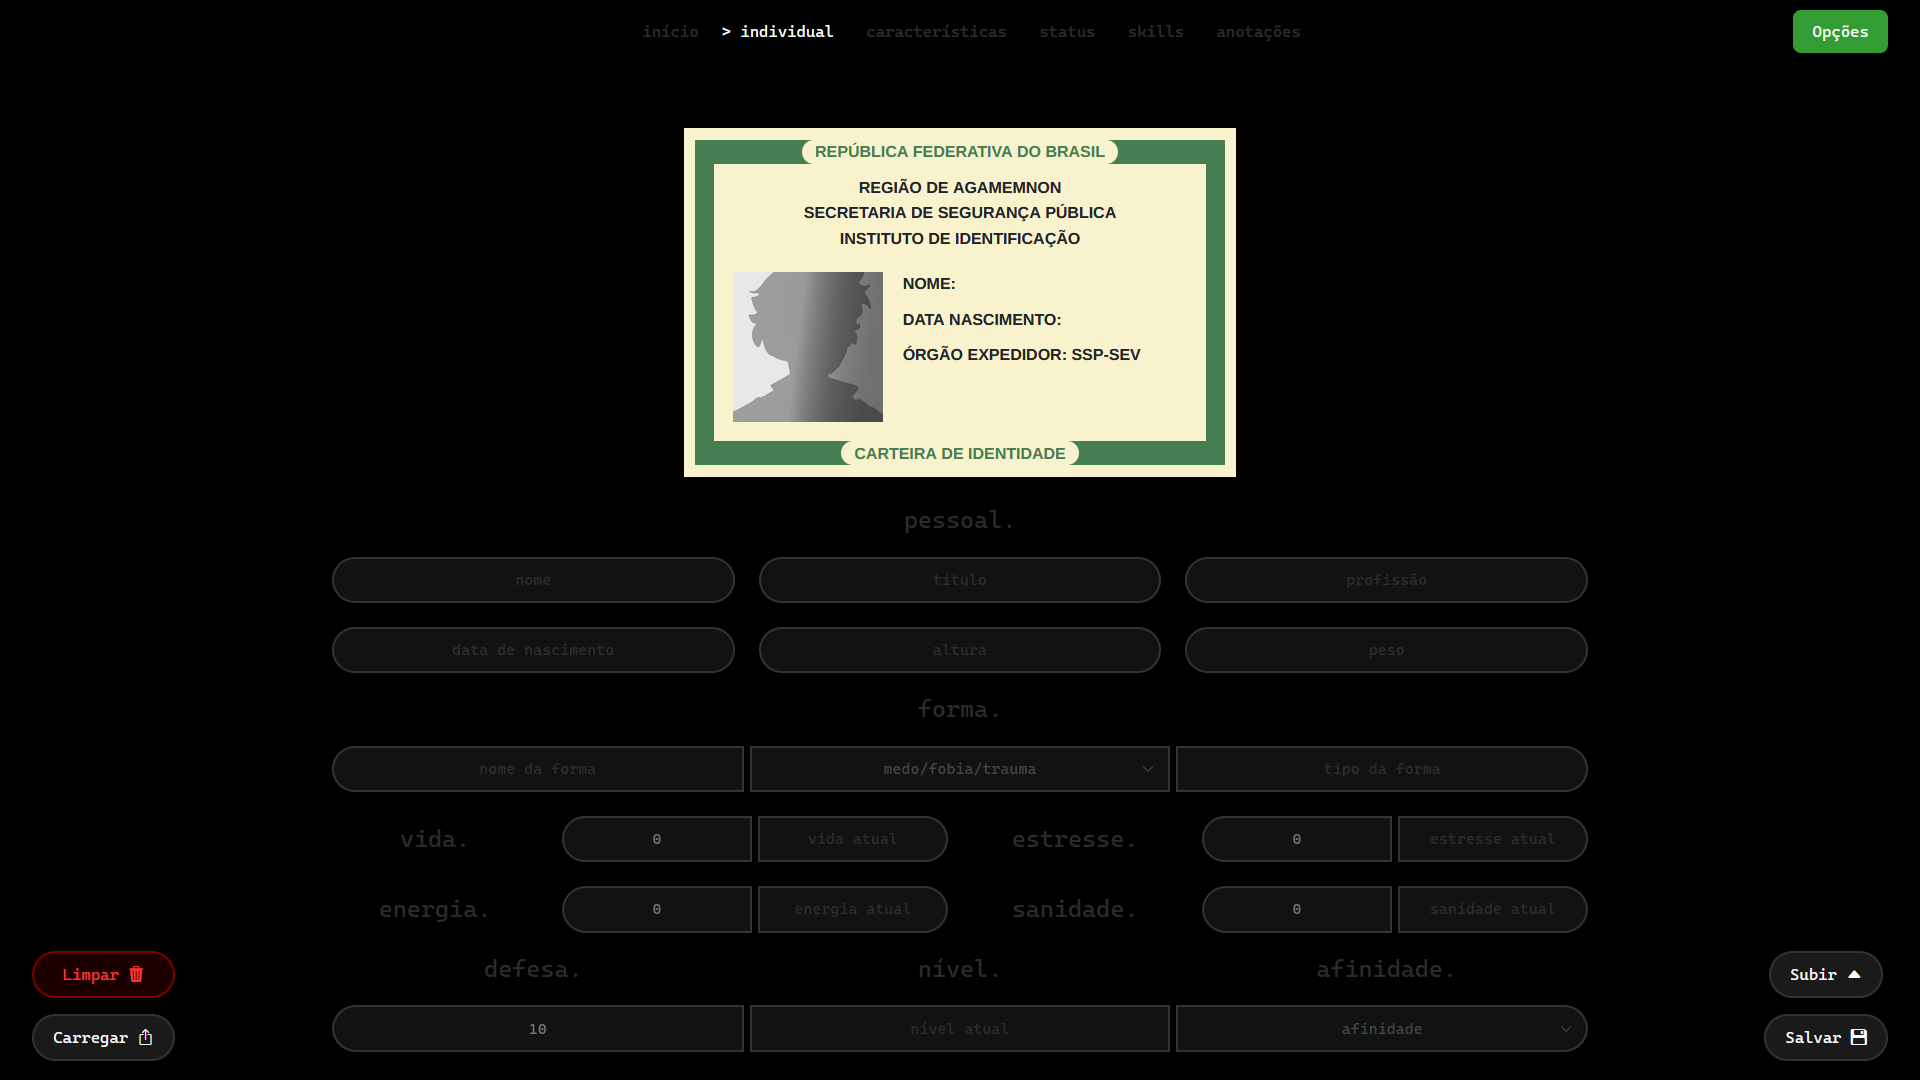 início > individual características status skills anotações Opções
REPÚBLICA FEDERATIVA DO BRASIL
REGIÃO DE AGAMEMNON
SECRETARIA DE SEGURANÇA PÚBLICA
INSTITUTO DE IDENTIFICAÇÃO
NOME:
DATA NASCIMENTO:
ÓRGÃO EXPEDIDOR: SSP-SEV
CARTEIRA DE IDENTIDADE
pessoal.
nome título profissão
data de nascimento altura peso
forma.
nome da forma medo/fobia/trauma tipo da forma
vida. 0 vida atual estresse. 0 estresse atual
energia. 0 energia atual sanidade. 0 sanidade atual
defesa. nível. afinidade.
10 nível atual afinidade
Limpar
Carregar
Subir
Salvar